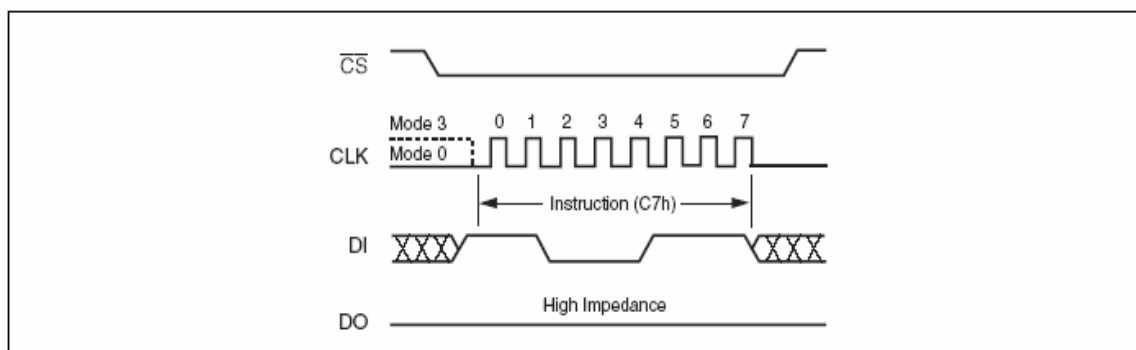 CS
Mode 3
0 1 2 3 4 5 6 7
CLK
Mode 0
Instruction (C7h)
DI
High Impedance
DO